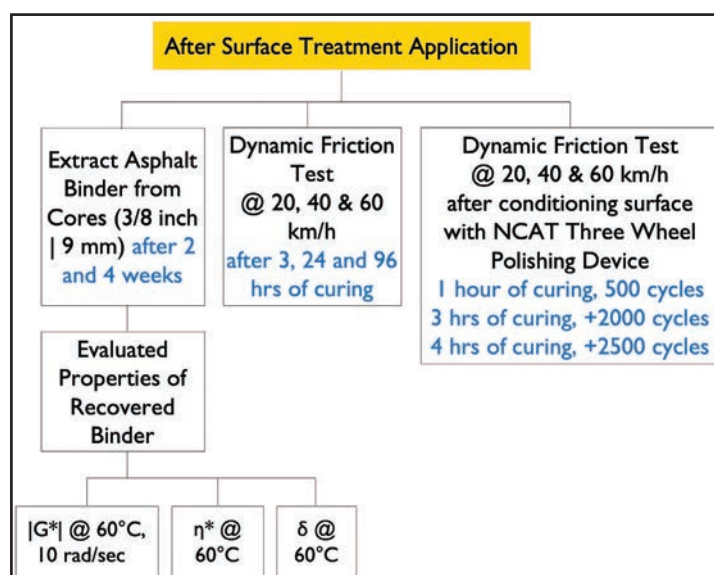 After Surface Treatment Application
Extract Asphalt
Binder from
Cores (3/8 inch
| 9 mm) after 2
and 4 weeks
Dynamic Friction
Test
@ 20, 40 & 60
km/h
after 3, 24 and 96
hrs of curing
Dynamic Friction Test
@ 20, 40 & 60 km/h
after conditioning surface
with NCAT Three Wheel
Polishing Device
1 hour of curing, 500 cycles
3 hrs of curing, +2000 cycles
4 hrs of curing, +2500 cycles
Evaluated
Properties of
Recovered
Binder
|G*| @ 60°C,
10 rad/sec
η* @
60°C
δ @
60°C